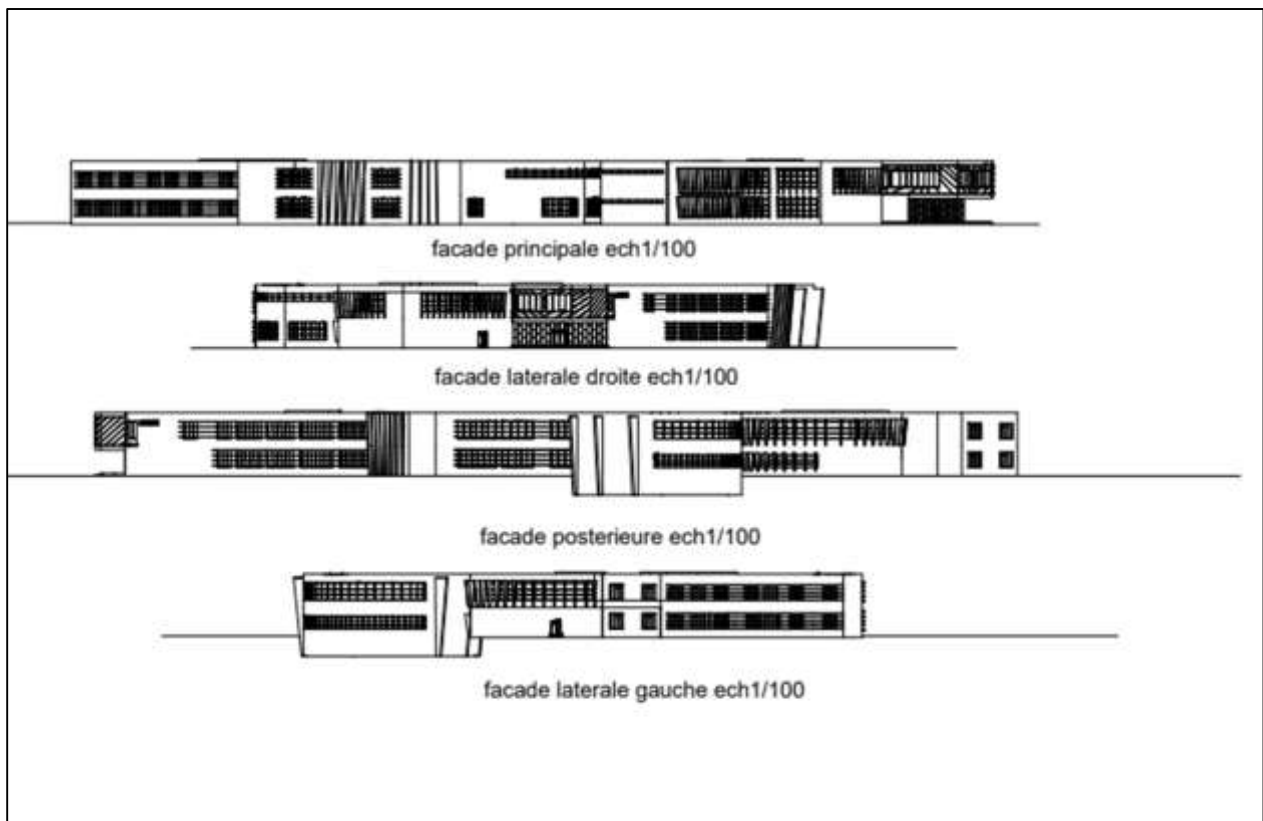 facade principale ech1/100
facade laterale droite ech1/100
facade posterieure ech1/100
facade laterale gauche ech1/100